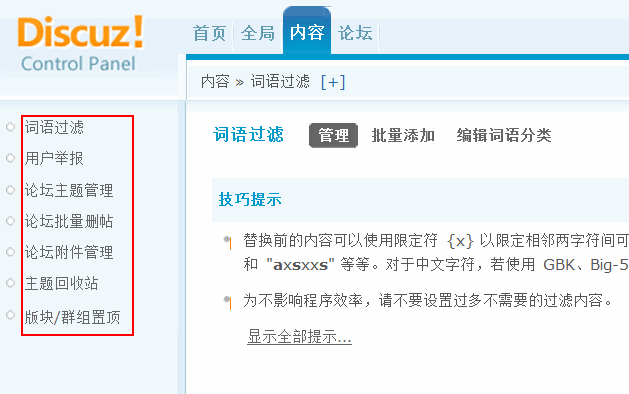 Discuz!
Control Panel
首页 全局 内容 论坛
内容 » 词语过滤 [+]
词语过滤
用户举报
论坛主题管理
论坛批量删帖
论坛附件管理
主题回收站
版块/群组置顶
词语过滤 管理 批量添加 编辑词语分类
技巧提示
替换前的内容可以使用限定符 {x} 以限定相邻两字符间可
和 "axsxxs" 等等。对于中文字符，若使用 GBK、Big-5
为不影响程序效率，请不要设置过多不需要的过滤内容。
显示全部提示...